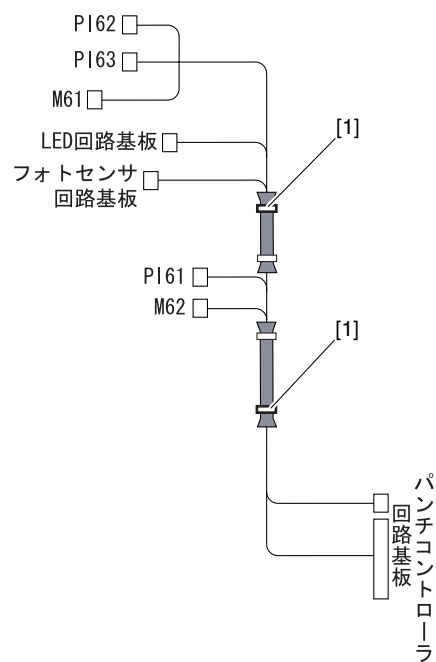 PI62
PI63
M61
LED回路基板
フォトセンサ
回路基板
[1]
PI61
M62
[1]
パンチコントローラ
回路基板